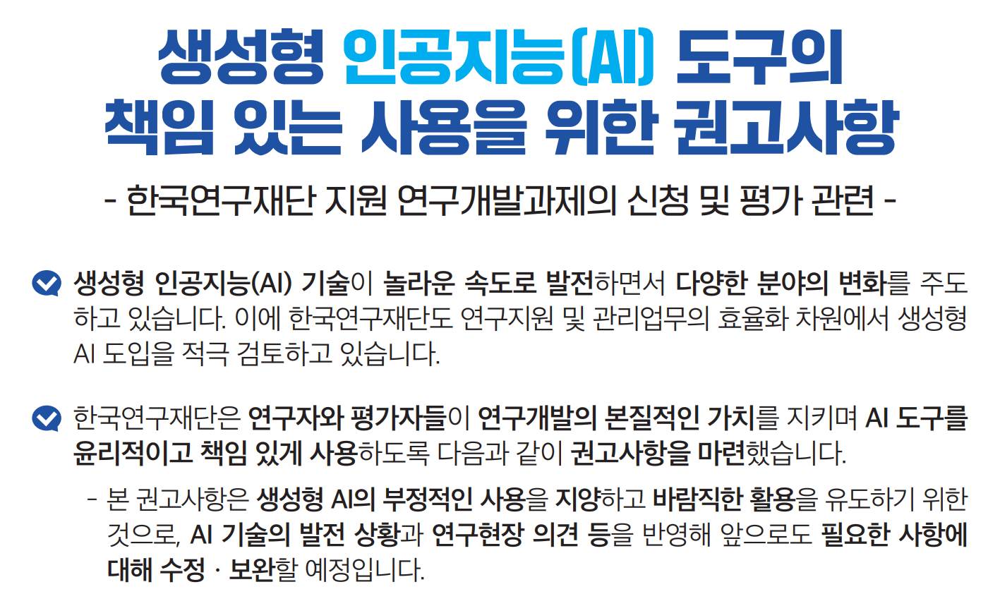 생성형 인공지능(AI) 도구의
책임 있는 사용을 위한 권고사항
- 한국연구재단 지원 연구개발과제의 신청 및 평가 관련 -
생성형 인공지능(AI) 기술이 놀라운 속도로 발전하면서 다양한 분야의 변화를 주도
하고 있습니다. 이에 한국연구재단도 연구지원 및 관리업무의 효율화 차원에서 생성형
AI 도입을 적극 검토하고 있습니다.
한국연구재단은 연구자와 평가자들이 연구개발의 본질적인 가치를 지키며 AI 도구를
윤리적이고 책임 있게 사용하도록 다음과 같이 권고사항을 마련했습니다.
- 본 권고사항은 생성형 AI의 부정적인 사용을 지양하고 바람직한 활용을 유도하기 위한
것으로, AI 기술의 발전 상황과 연구현장 의견 등을 반영해 앞으로도 필요한 사항에
대해 수정 · 보완할 예정입니다.